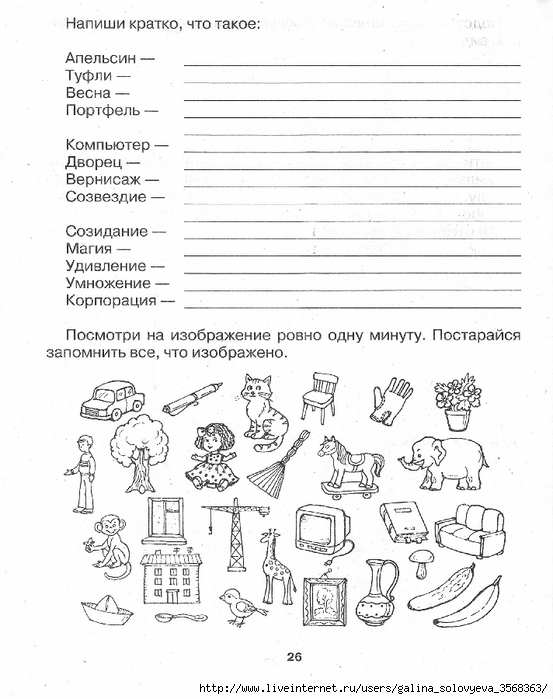 Напиши кратко, что такое:
Апельсин —
Туфли —
Весна —
Портфель —
Компьютер —
Дворец —
Вернисаж —
Созвездие —
Созидание —
Магия —
Удивление —
Умножение —
Корпорация —
Посмотри на изображение ровно одну минуту. Постарайся
запомнить все, что изображено.
26
http://www.liveinternet.ru/users/galina_solovyeva_3568363/